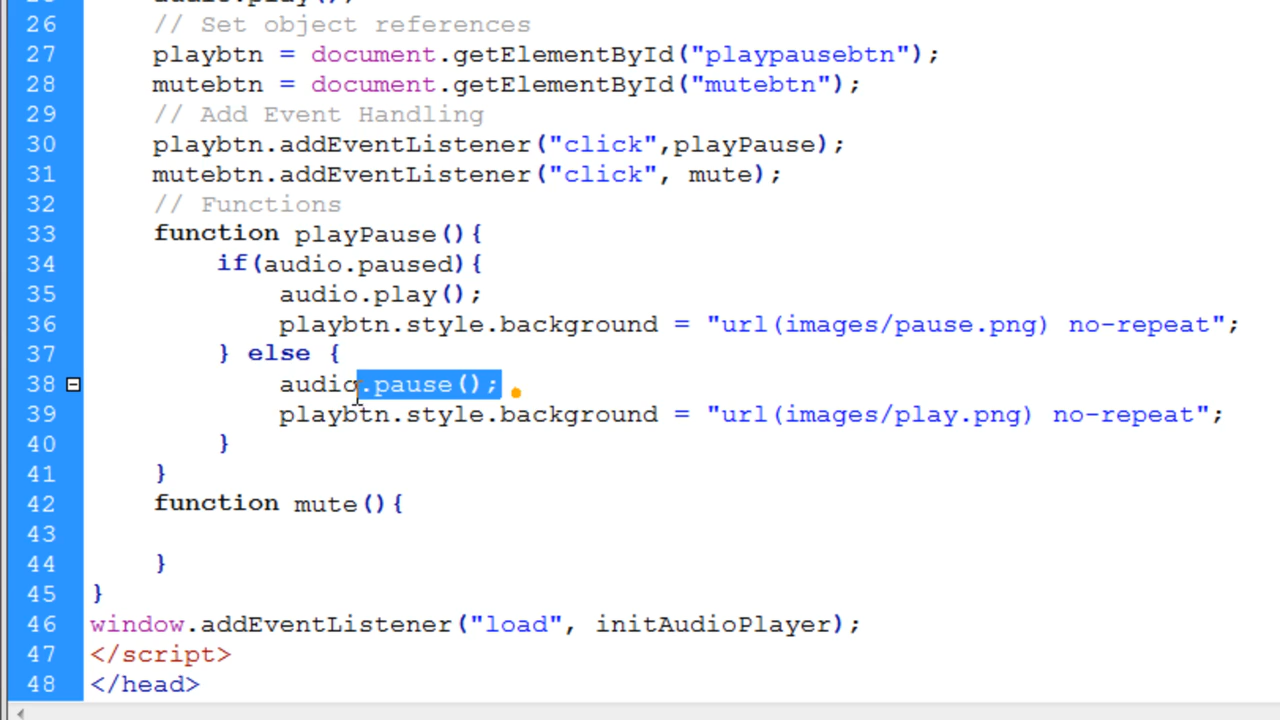 26 // Set object references
27 playbtn = document.getElementById("playpausebtn");
28 mutebtn = document.getElementById("mutebtn");
29 // Add Event Handling
30 playbtn.addEventListener("click",playPause);
31 mutebtn.addEventListener("click", mute);
32 // Functions
33 function playPause(){
34 if(audio.paused){
35 audio.play();
36 playbtn.style.background = "url(images/pause.png) no-repeat";
37 } else {
38 audio.pause();
39 playbtn.style.background = "url(images/play.png) no-repeat";
40 }
41 }
42 function mute(){
43
44 }
45 }
46 window.addEventListener("load", initAudioPlayer);
47 </script>
48 </head>